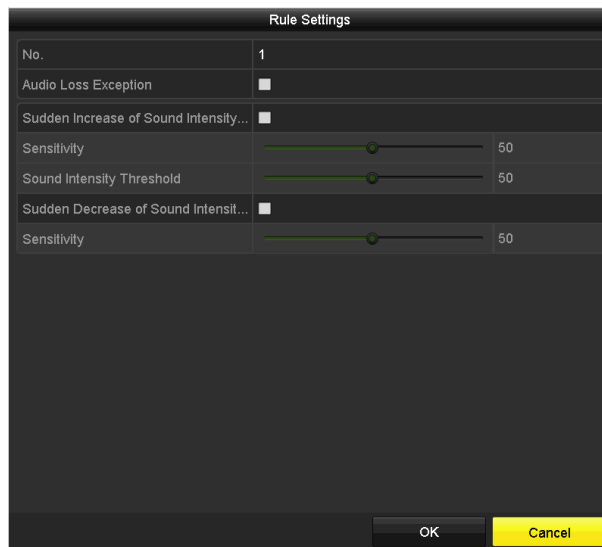 Rule Settings
No. 1
Audio Loss Exception
Sudden Increase of Sound Intensity...
Sensitivity 50
Sound Intensity Threshold 50
Sudden Decrease of Sound Intensit...
Sensitivity 50
OK Cancel